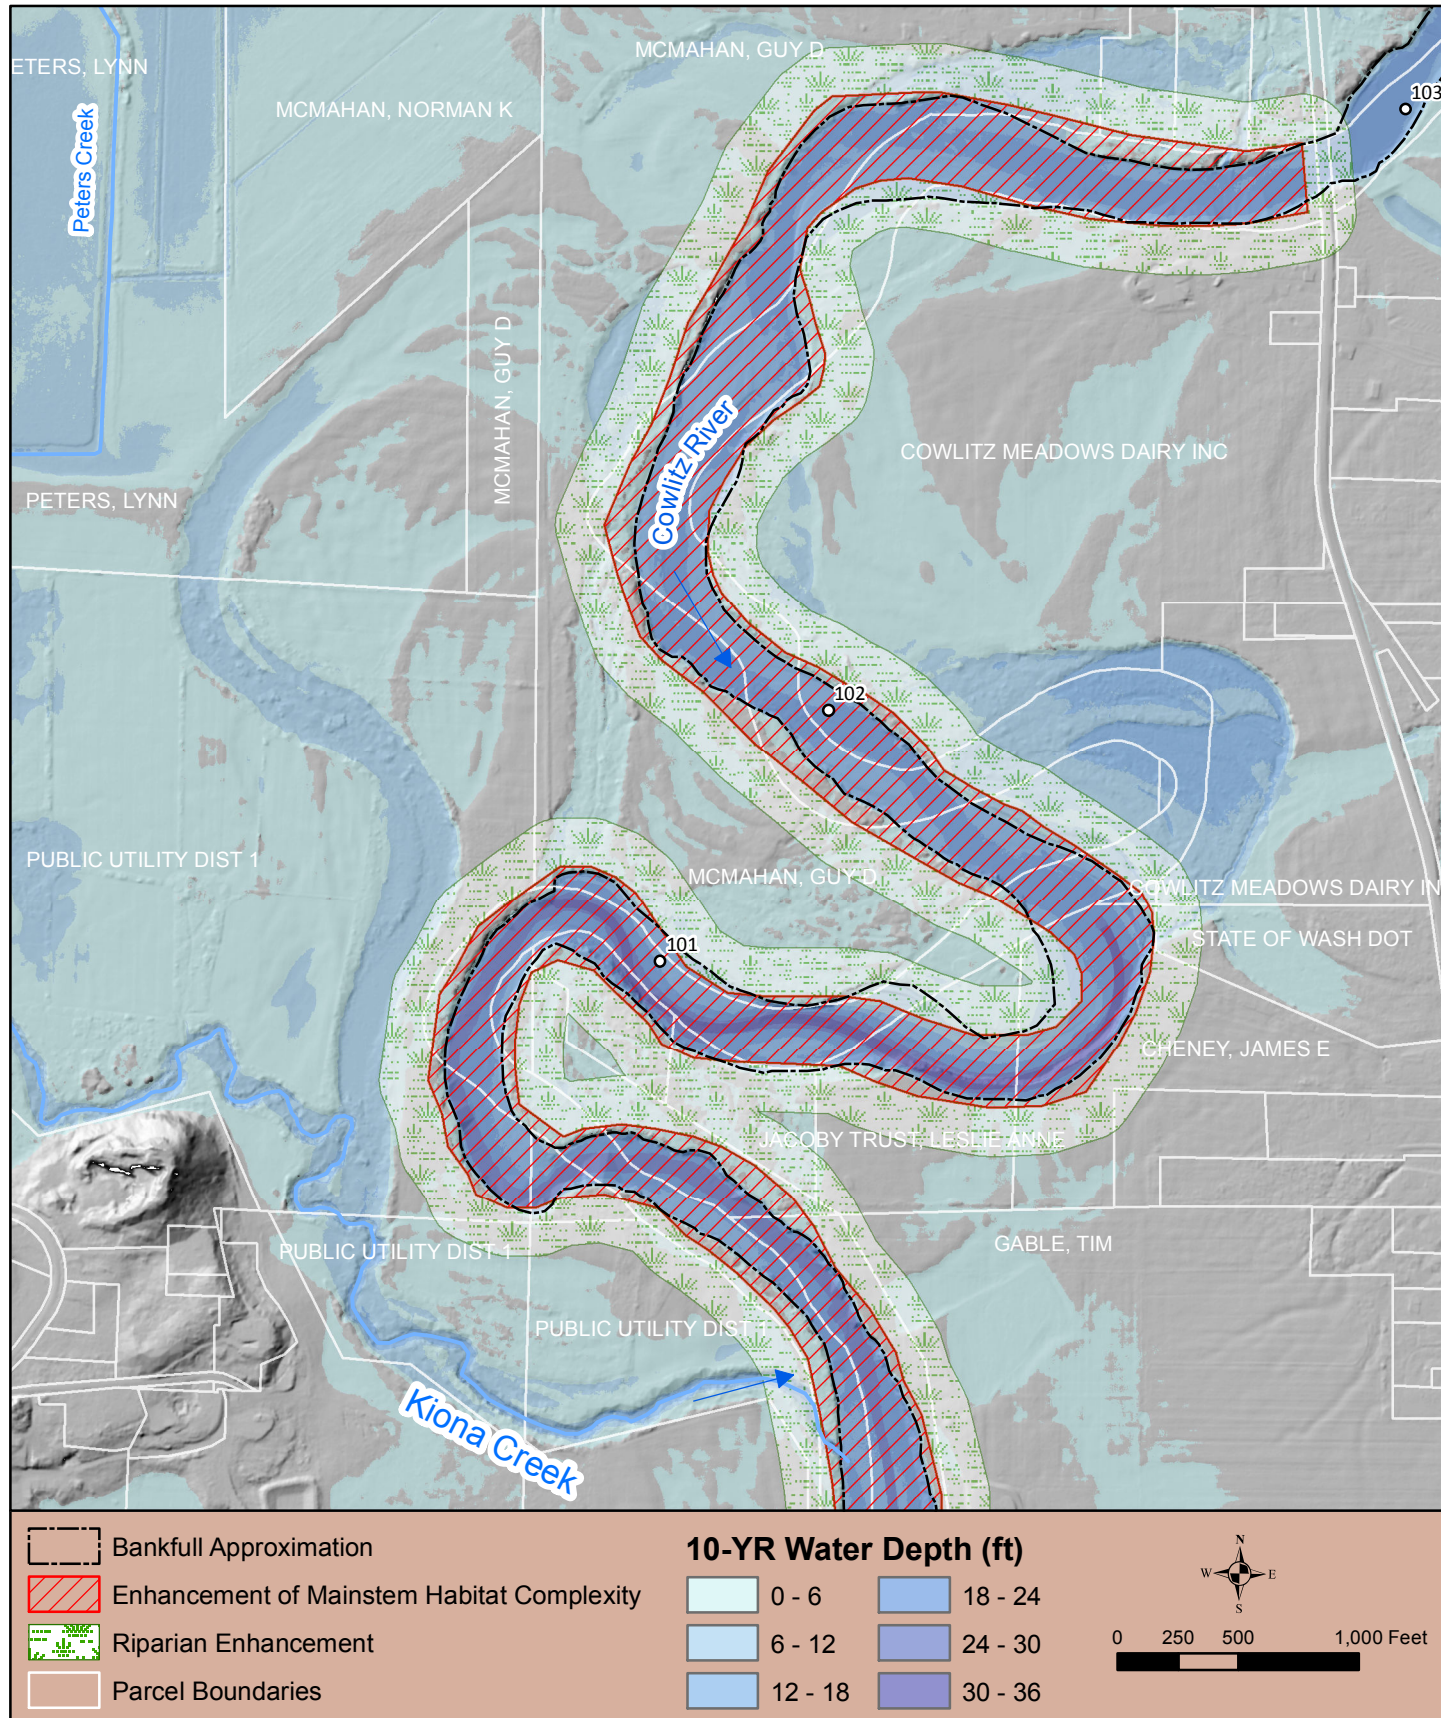 MCMAHAN, GUY D
ETERS, LYNN
103
MCMAHAN, NORMAN K
Peters Creek
MCMAHAN, GUY D
Cowlitz River
COWLITZ MEADOWS DAIRY INC
PETERS, LYNN
102
PUBLIC UTILITY DIST 1
MCMAHAN, GUY D
COWLITZ MEADOWS DAIRY IN
101
STATE OF WASH DOT
CHENEY, JAMES E
JACOBY TRUST, LESLIE ANNE
PUBLIC UTILITY DIST 1
GABLE, TIM
PUBLIC UTILITY DIST 1
Kiona Creek
Bankfull Approximation
Enhancement of Mainstem Habitat Complexity
Riparian Enhancement
Parcel Boundaries
10-YR Water Depth (ft)
0 - 6
6 - 12
12 - 18
18 - 24
24 - 30
30 - 36
N
W E
S
0 250 500 1,000 Feet